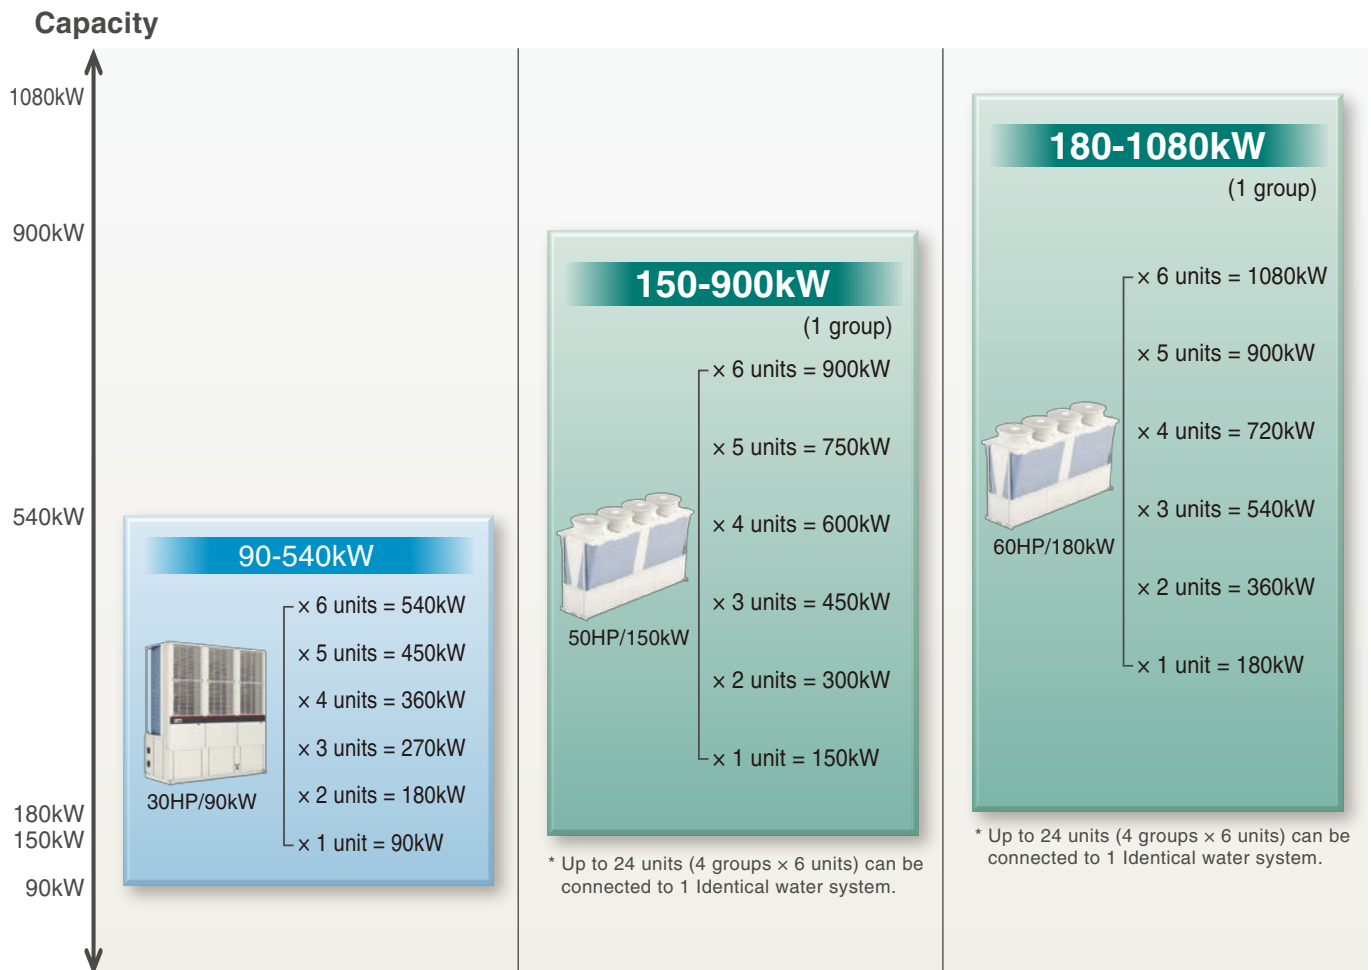 Capacity
1080kW
900kW
540kW
180kW
150kW
90kW
90-540kW
× 6 units = 540kW
× 5 units = 450kW
× 4 units = 360kW
× 3 units = 270kW
× 2 units = 180kW
× 1 unit = 90kW
30HP/90kW
150-900kW
(1 group)
× 6 units = 900kW
× 5 units = 750kW
× 4 units = 600kW
× 3 units = 450kW
× 2 units = 300kW
× 1 unit = 150kW
50HP/150kW
* Up to 24 units (4 groups × 6 units) can be
connected to 1 Identical water system.
180-1080kW
(1 group)
× 6 units = 1080kW
× 5 units = 900kW
× 4 units = 720kW
× 3 units = 540kW
× 2 units = 360kW
× 1 unit = 180kW
60HP/180kW
* Up to 24 units (4 groups × 6 units) can be
connected to 1 Identical water system.